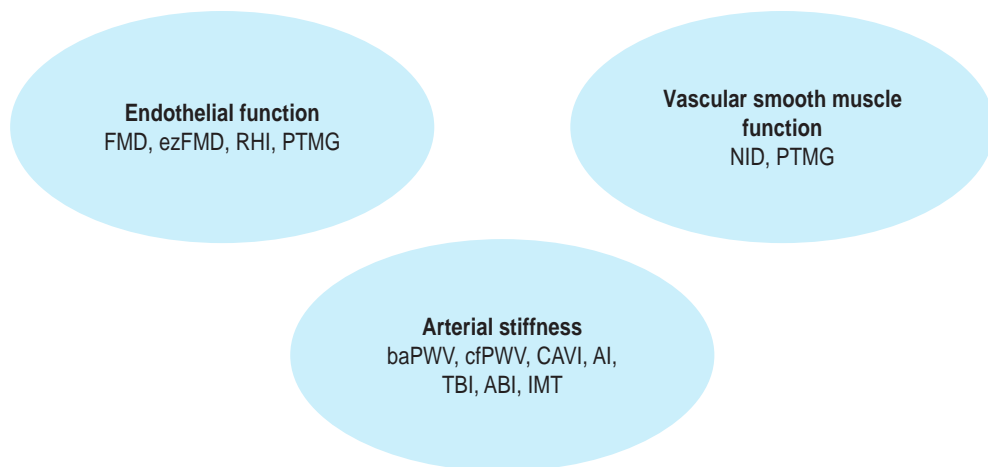 Endothelial function
FMD, ezFMD, RHI, PTMG
Vascular smooth muscle
function
NID, PTMG
Arterial stiffness
baPWV, cfPWV, CAVI, AI,
TBI, ABI, IMT